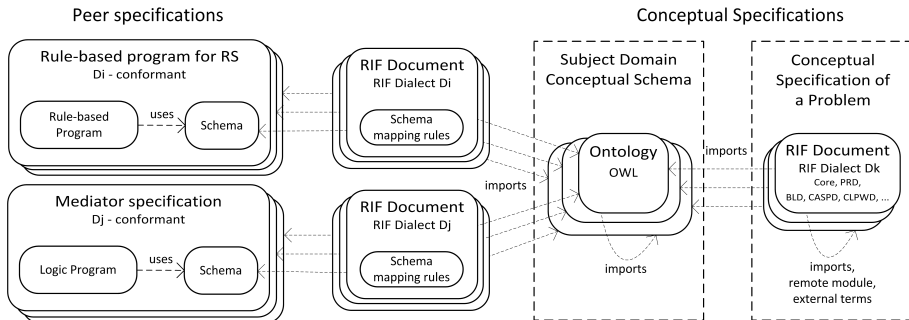 Peer specifications
Conceptual Specifications
Rule-based program for RS
Di - conformant
Rule-based
Program
uses
Schema
RIF Document
RIF Dialect Di
Schema
mapping rules
Mediator specification
Dj - conformant
Logic Program
uses
Schema
RIF Document
RIF Dialect Dj
Schema
mapping rules
imports
Subject Domain
Conceptual Schema
Ontology
OWL
imports
imports
Conceptual
Specification of
a Problem
RIF Document
RIF Dialect Dk
Core, PRD,
BLD, CASPD, CLPWD, ...
imports,
remote module,
external terms